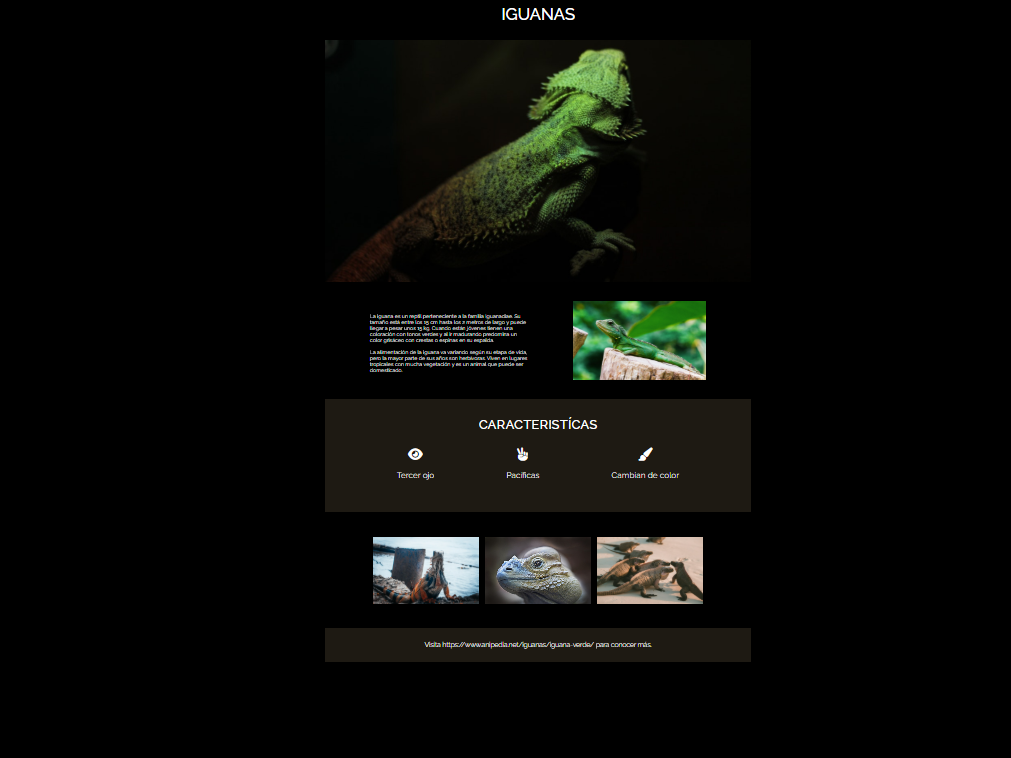 IGUANAS
La iguana es un reptil perteneciente a la familia iguanadiae. Su
tamaño está entre los 15 cm hasta los 2 metros de largo y puede
llegar a pesar unos 15 kg. Cuando están jóvenes tienen una
coloración con tonos verdes y al ir madurando predomina un
color grisáceo con crestas o espinas en su espalda.
La alimentación de la iguana va variando según su etapa de vida,
pero la mayor parte de sus años son herbívoras. Viven en lugares
tropicales con mucha vegetación y es un animal que puede ser
domesticado.
CARACTERISTÍCAS
Tercer ojo
Pacíficas
Cambian de color
Visita https://www.anipedia.net/iguanas/iguana-verde/ para conocer más.